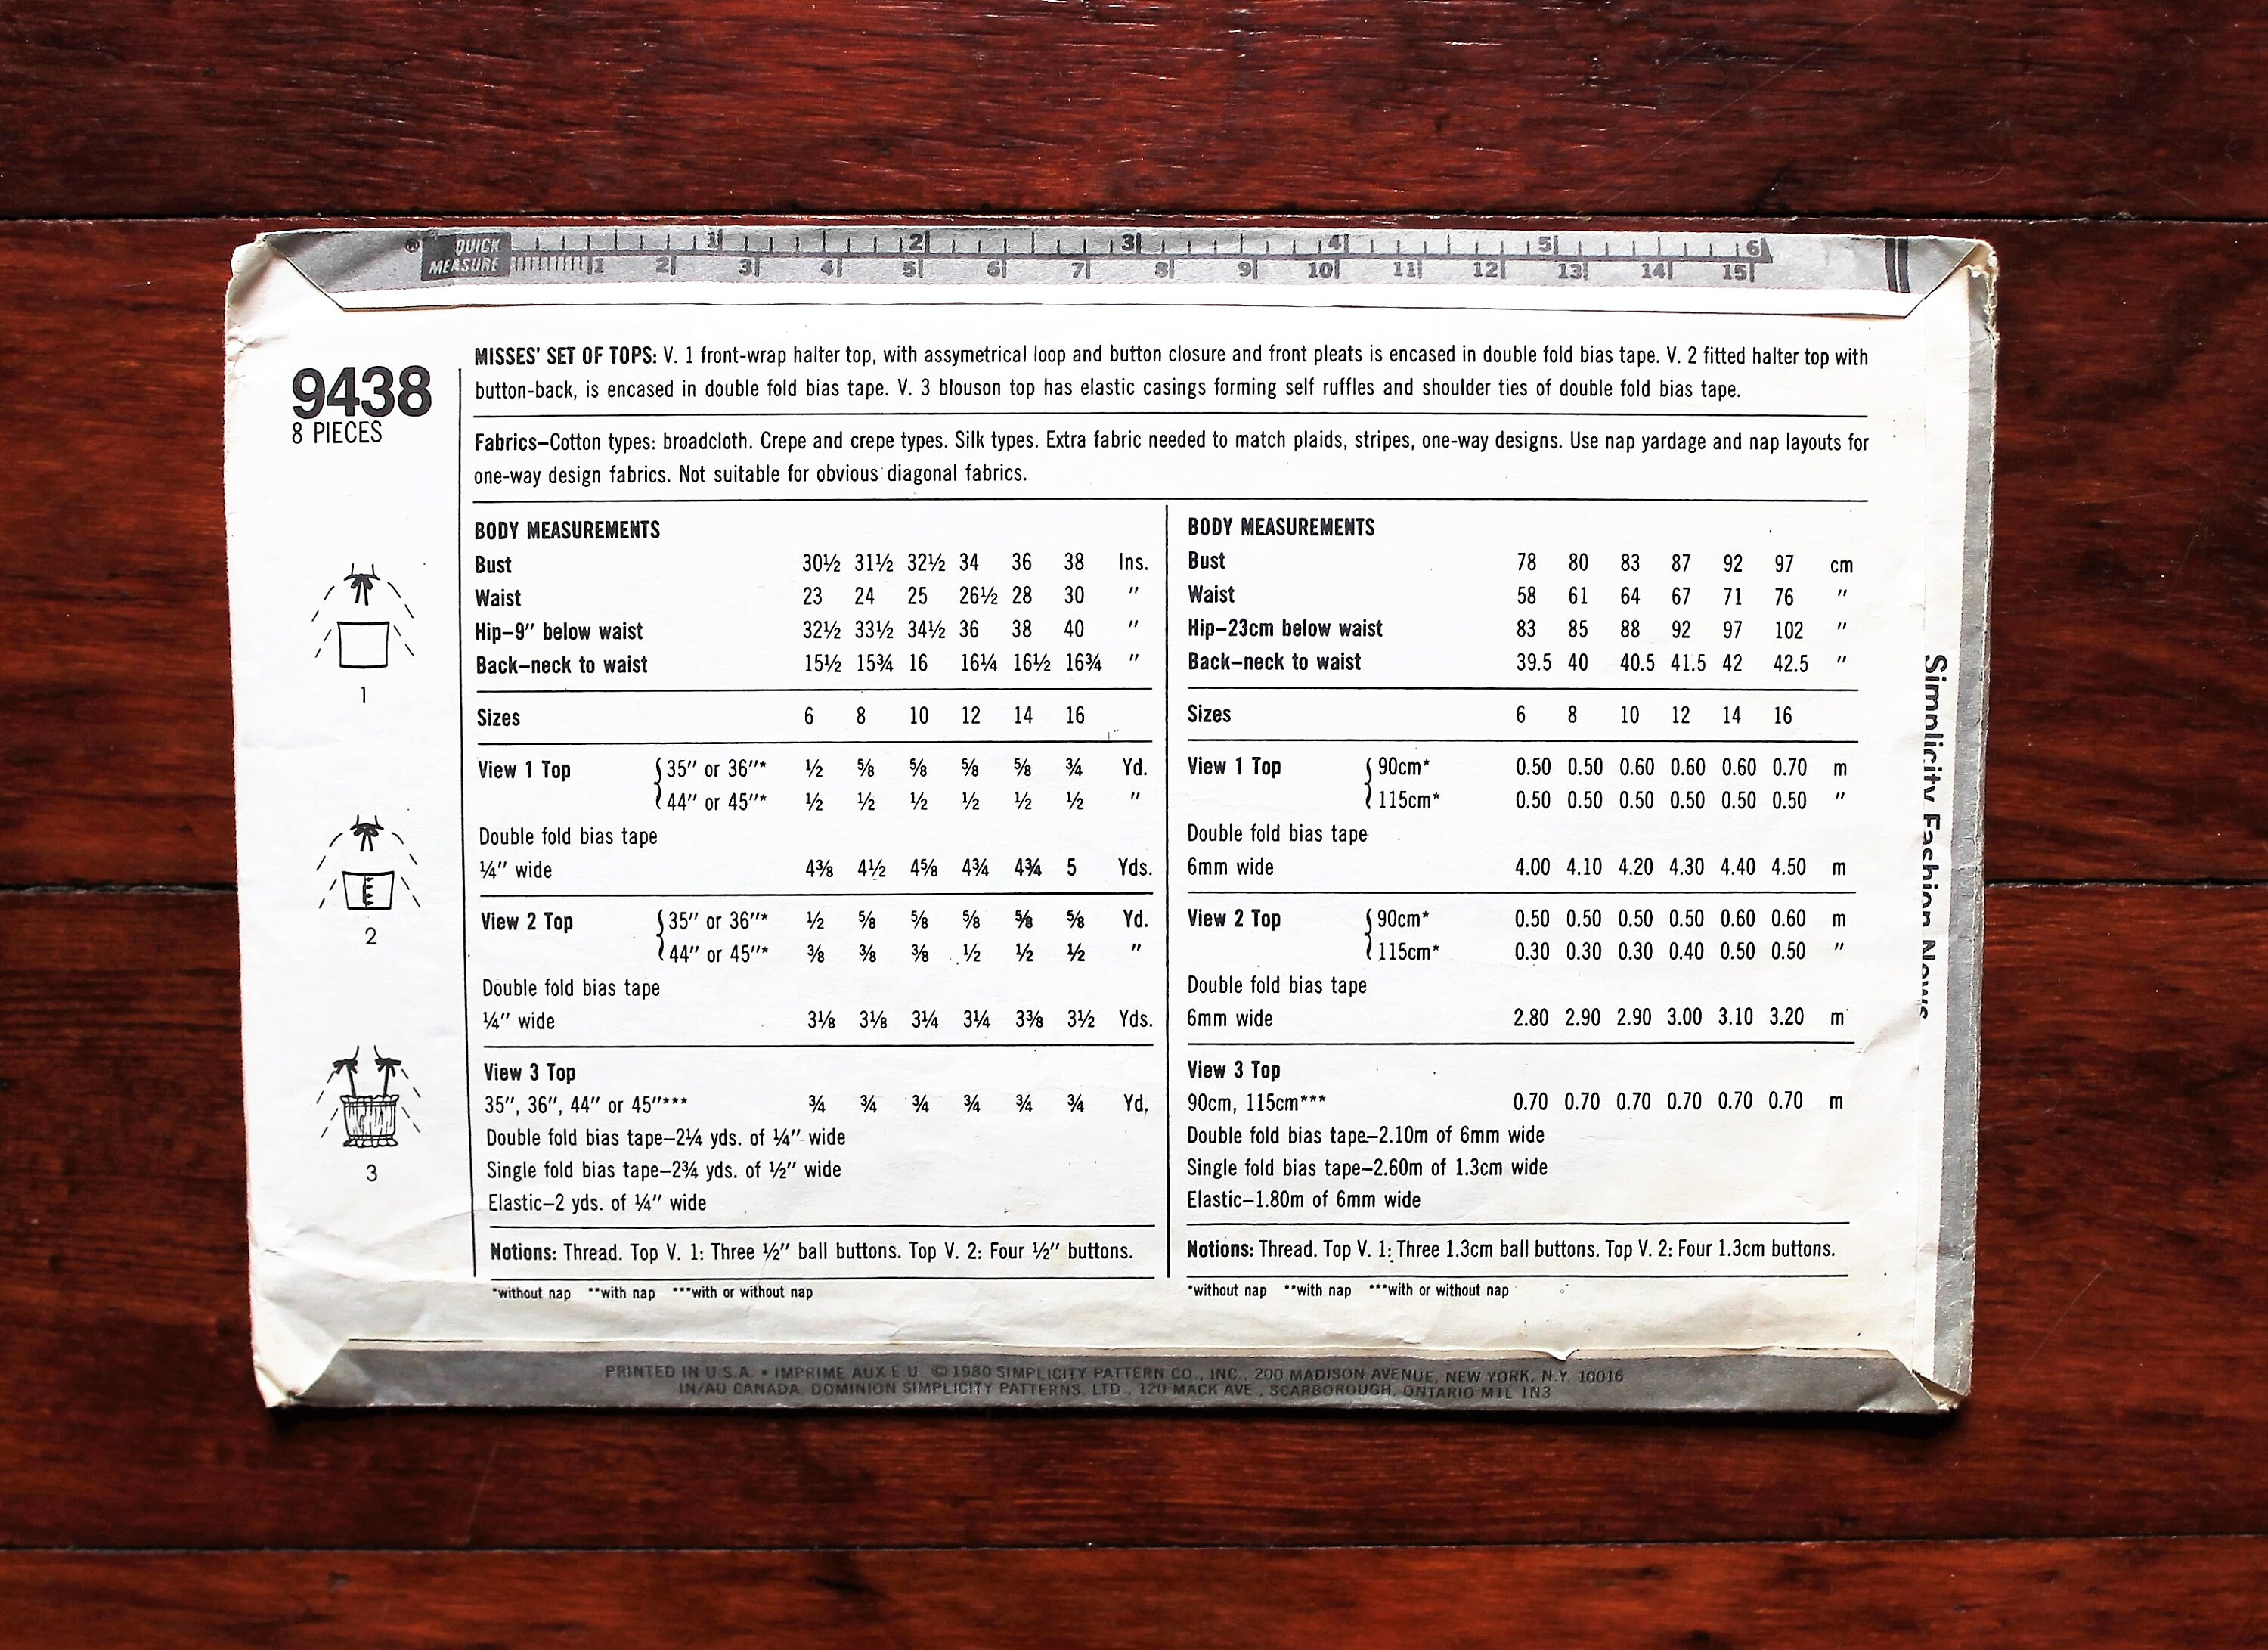 QUICK 1 2 3 4 5 6
MEASURE 1 2 3 4 5 6 7 8 9 10 11 12 13 14 15
9438
8 PIECES
MISSES' SET OF TOPS: V. 1 front-wrap halter top, with assymetrical loop and button closure and front pleats is encased in double fold bias tape. V. 2 fitted halter top with
button-back, is encased in double fold bias tape. V. 3 blouson top has elastic casings forming self ruffles and shoulder ties of double fold bias tape.
Fabrics—Cotton types: broadcloth. Crepe and crepe types. Silk types. Extra fabric needed to match plaids, stripes, one-way designs. Use nap yardage and nap layouts for
one-way design fabrics. Not suitable for obvious diagonal fabrics.
1
2
3
BODY MEASUREMENTS
Bust 30½ 31½ 32½ 34 36 38 Ins.
Waist 23 24 25 26½ 28 30 "
Hip—9" below waist 32½ 33½ 34½ 36 38 40 "
Back—neck to waist 15½ 15¾ 16 16¼ 16½ 16¾ "
Sizes 6 8 10 12 14 16
View 1 Top 35" or 36"* ½ ⅝ ⅝ ⅝ ⅝ ¾ Yd.
44" or 45"* ½ ½ ½ ½ ½ ½ "
Double fold bias tape
¼" wide 4⅜ 4½ 4⅝ 4¾ 4¾ 5 Yds.
View 2 Top 35" or 36"* ½ ⅝ ⅝ ⅝ ⅝ ⅝ Yd.
44" or 45"* ⅜ ⅜ ⅜ ½ ½ ½ "
Double fold bias tape
¼" wide 3⅛ 3⅛ 3¼ 3¼ 3⅜ 3½ Yds.
View 3 Top
35", 36", 44" or 45"*** ¾ ¾ ¾ ¾ ¾ ¾ Yd.
Double fold bias tape—2¼ yds. of ¼" wide
Single fold bias tape—2¾ yds. of ½" wide
Elastic—2 yds. of ¼" wide
Notions: Thread. Top V. 1: Three ½" ball buttons. Top V. 2: Four ½" buttons.
*without nap **with nap ***with or without nap
BODY MEASUREMENTS
Bust 78 80 83 87 92 97 cm
Waist 58 61 64 67 71 76 "
Hip—23cm below waist 83 85 88 92 97 102 "
Back—neck to waist 39.5 40 40.5 41.5 42 42.5 "
Sizes 6 8 10 12 14 16
View 1 Top 90cm* 0.50 0.50 0.60 0.60 0.60 0.70 m
115cm* 0.50 0.50 0.50 0.50 0.50 0.50 "
Double fold bias tape
6mm wide 4.00 4.10 4.20 4.30 4.40 4.50 m
View 2 Top 90cm* 0.50 0.50 0.50 0.50 0.60 0.60 m
115cm* 0.30 0.30 0.30 0.40 0.50 0.50 "
Double fold bias tape
6mm wide 2.80 2.90 2.90 3.00 3.10 3.20 m
View 3 Top
90cm, 115cm*** 0.70 0.70 0.70 0.70 0.70 0.70 m
Double fold bias tape—2.10m of 6mm wide
Single fold bias tape—2.60m of 1.3cm wide
Elastic—1.80m of 6mm wide
Notions: Thread. Top V. 1: Three 1.3cm ball buttons. Top V. 2: Four 1.3cm buttons.
*without nap **with nap ***with or without nap
Simplicity Fashion News
PRINTED IN U.S.A. • IMPRIME AUX E.U. © 1980 SIMPLICITY PATTERN CO., INC., 200 MADISON AVENUE, NEW YORK, N.Y. 10016
IN/AU CANADA. DOMINION SIMPLICITY PATTERNS, LTD., 120 MACK AVE., SCARBOROUGH, ONTARIO M1L 1N3